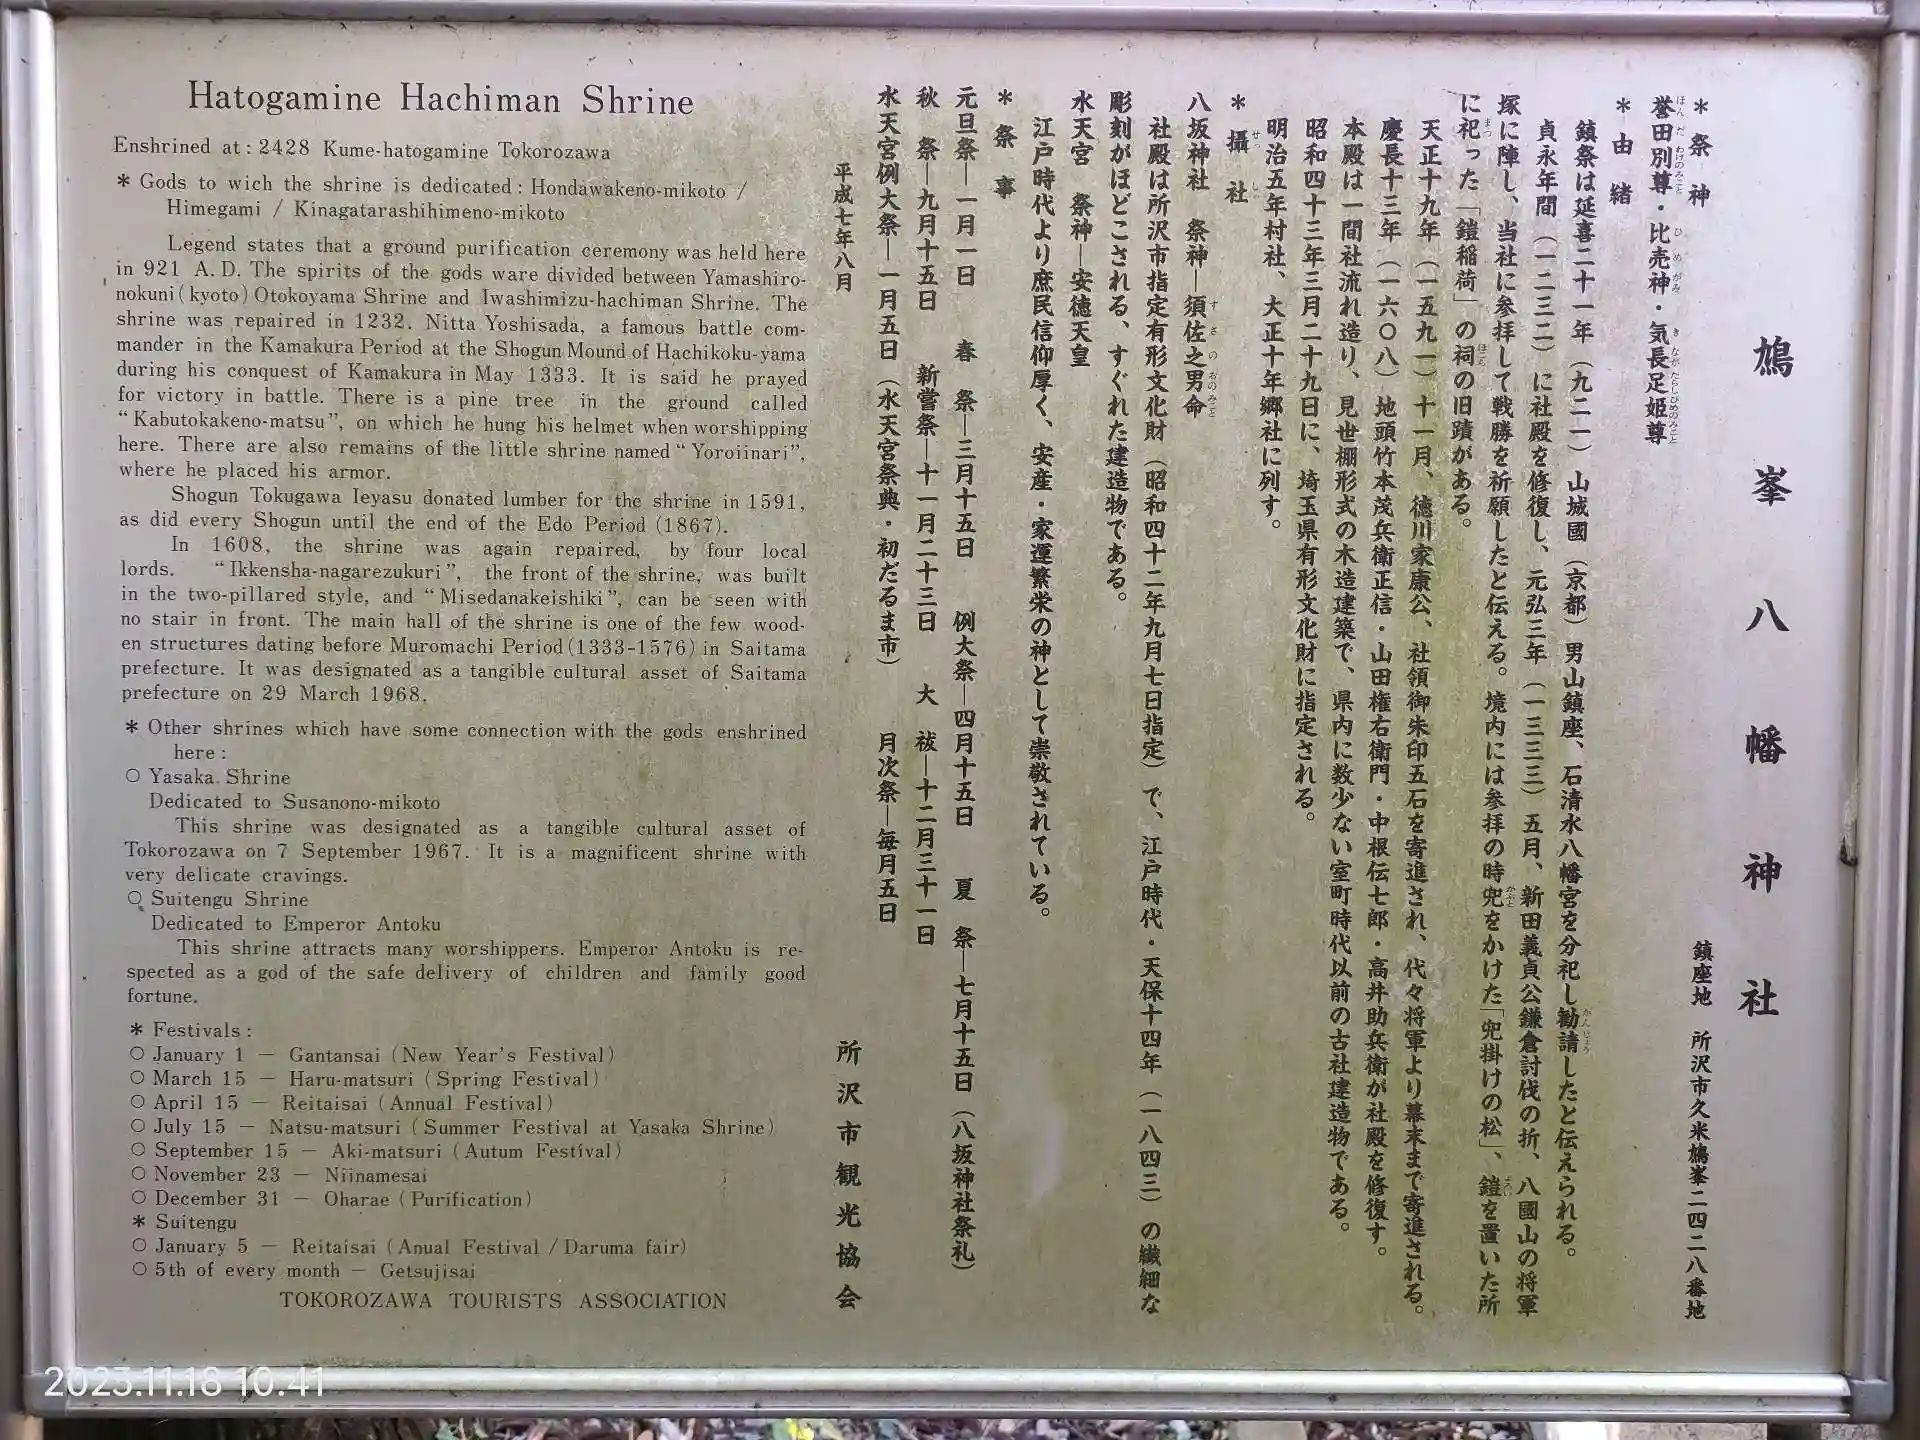 Hatogamine Hachiman Shrine
Enshrined at : 2428 Kume-hatogamine Tokorozawa
* Gods to wich the shrine is dedicated : Hondawakeno-mikoto /
Himegami / Kinagatarashihimeno-mikoto
Legend states that a ground purification ceremony was held here
in 921 A.D. The spirits of the gods ware divided between Yamashiro-
nokuni (kyoto) Otokoyama Shrine and Iwashimizu-hachiman Shrine. The
shrine was repaired in 1232. Nitta Yoshisada, a famous battle com-
mander in the Kamakura Period at the Shogun Mound of Hachikoku-yama
during his conquest of Kamakura in May 1333. It is said he prayed
for victory in battle. There is a pine tree in the ground called
“Kabutokakeno-matsu”, on which he hung his helmet when worshipping
here. There are also remains of the little shrine named “Yoroiinari”,
where he placed his armor.
Shogun Tokugawa Ieyasu donated lumber for the shrine in 1591,
as did every Shogun until the end of the Edo Period (1867).
In 1608, the shrine was again repaired, by four local
lords. “Ikkensha-nagarezukuri”, the front of the shrine, was built
in the two-pillared style, and “Misedanakeishiki”, can be seen with
no stair in front. The main hall of the shrine is one of the few wood-
en structures dating before Muromachi Period (1333-1576) in Saitama
prefecture. It was designated as a tangible cultural asset of Saitama
prefecture on 29 March 1968.
* Other shrines which have some connection with the gods enshrined
here :
○ Yasaka Shrine
Dedicated to Susanono-mikoto
This shrine was designated as a tangible cultural asset of
Tokorozawa on 7 September 1967. It is a magnificent shrine with
very delicate cravings.
○ Suitengu Shrine
Dedicated to Emperor Antoku
This shrine attracts many worshippers. Emperor Antoku is re-
spected as a god of the safe delivery of children and family good
fortune.
* Festivals :
○ January 1 — Gantansai (New Year's Festival)
○ March 15 — Haru-matsuri (Spring Festival)
○ April 15 — Reitaisai (Annual Festival)
○ July 15 — Natsu-matsuri (Summer Festival at Yasaka Shrine)
○ September 15 — Aki-matsuri (Autum Festival)
○ November 23 — Niinamesai
○ December 31 — Oharae (Purification)
* Suitengu
○ January 5 — Reitaisai (Anual Festival / Daruma fair)
○ 5th of every month — Getsujisai
TOKOROZAWA TOURISTS ASSOCIATION
鳩峯八幡神社
鎮座地 所沢市久米鳩峯二四二八番地
*祭神
誉田別尊・比売神・気長足姫尊
*由緒
鎮祭は延喜二十一年(九二一)山城國(京都)男山鎮座、石清水八幡宮を分祀し勧請したと伝えられる。
貞永年間(一二三二)に社殿を修復し、元弘三年(一三三三)五月、新田義貞公鎌倉討伐の折、八國山の将軍
塚に陣し、当社に参拝して戦勝を祈願したと伝える。境内には参拝の時兜をかけた「兜掛けの松」、鎧を置いた所
に祀った「鎧稲荷」の祠の旧蹟がある。
天正十九年(一五九一)十一月、徳川家康公、社領御朱印五石を寄進され、代々将軍より幕末まで寄進される。
慶長十三年(一六〇八)地頭竹本茂兵衛正信・山田権右衛門・中根伝七郎・高井助兵衛が社殿を修復す。
本殿は一間社流れ造り、見世棚形式の木造建築で、県内に数少ない室町時代以前の古社建造物である。
昭和四十三年三月二十九日に、埼玉県有形文化財に指定される。
明治五年村社、大正十年郷社に列す。
*攝社
八坂神社 祭神―須佐之男命
社殿は所沢市指定有形文化財(昭和四十二年九月七日指定)で、江戸時代・天保十四年(一八四三)の繊細な
彫刻がほどこされる、すぐれた建造物である。
水天宮 祭神―安徳天皇
江戸時代より庶民信仰厚く、安産・家運繁栄の神として崇敬されている。
*祭事
元旦祭―一月一日 春祭―三月十五日 例大祭―四月十五日 夏祭―七月十五日(八坂神社祭礼)
秋祭―九月十五日 新嘗祭―十一月二十三日 大祓―十二月三十一日
水天宮例大祭―一月五日(水天宮祭典・初だるま市) 月次祭―毎月五日
平成七年八月
所沢市観光協会
2023.11.18 10:41